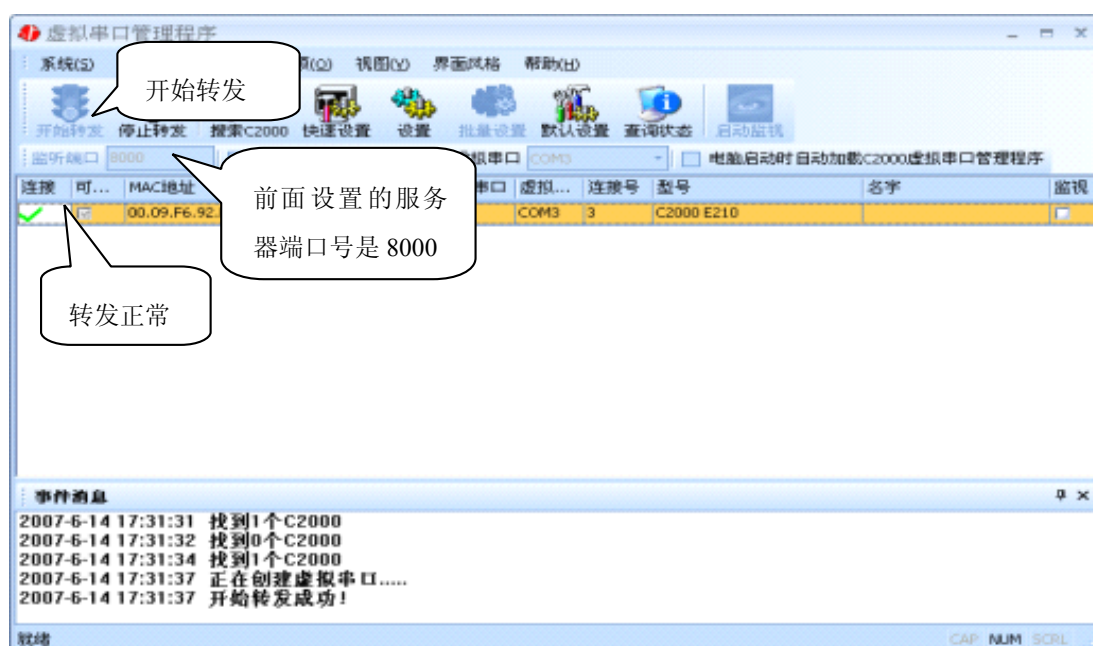 虚拟串口管理程序
系统(S) 项(O) 视图(V) 界面风格 帮助(H)
开始转发
开始转发 停止转发 搜索C2000 快速设置 设置 批量设置 默认设置 查询状态 启动监视
监听端口 8000 虚拟串口 COM3 电脑启动时自动加载C2000虚拟串口管理程序
连接 可... MAC地址 串口 虚拟... 连接号 型号 名字 监视
00.09.F6.92. COM3 3 C2000 E210
前面设置的服务
器端口号是 8000
转发正常
事件消息
2007-6-14 17:31:31 找到1个C2000
2007-6-14 17:31:32 找到0个C2000
2007-6-14 17:31:34 找到1个C2000
2007-6-14 17:31:37 正在创建虚拟串口.....
2007-6-14 17:31:37 开始转发成功!
就绪 CAP NUM SCRL